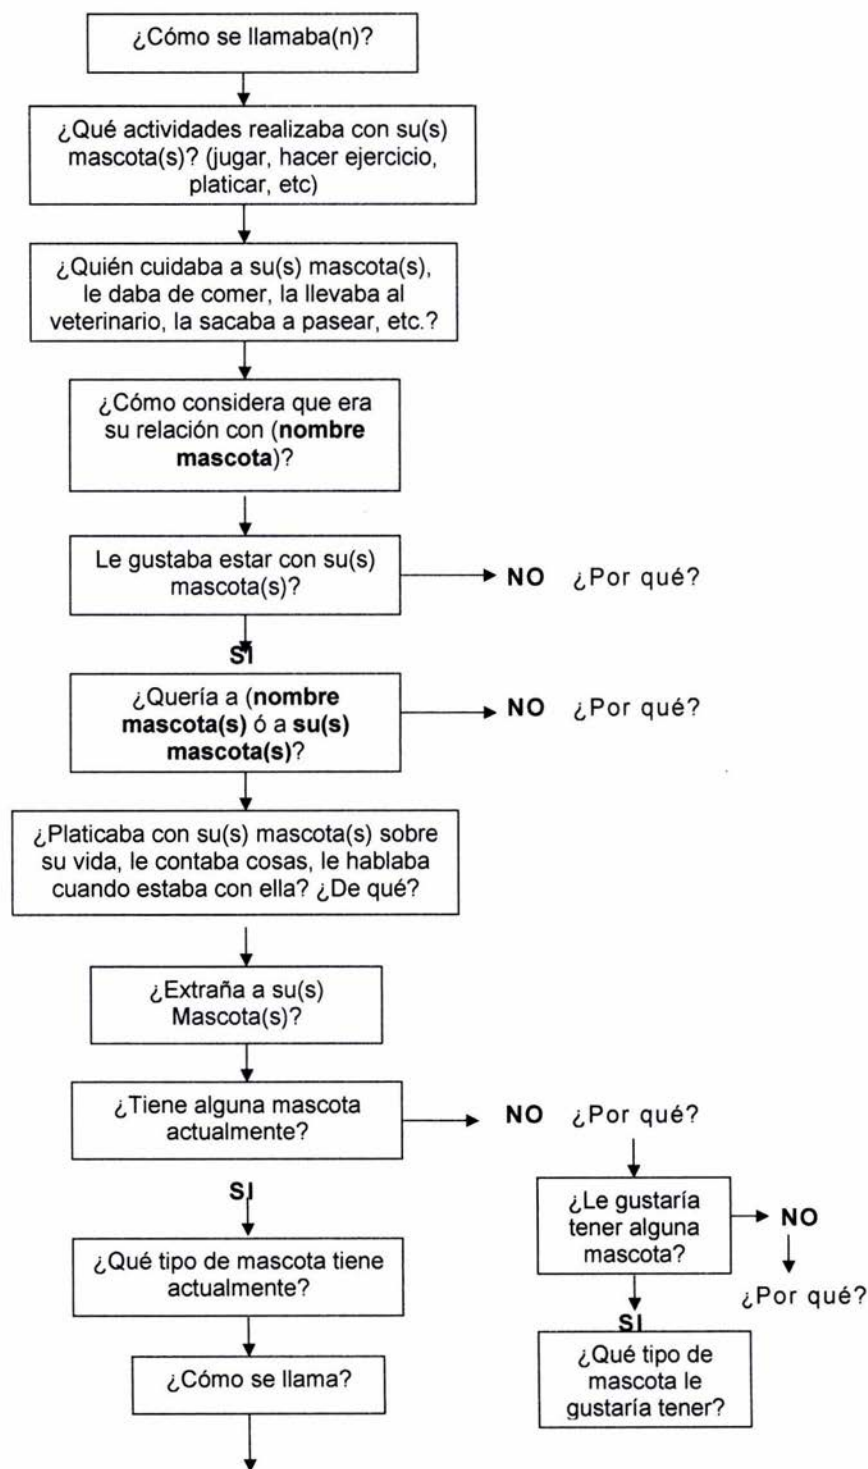 ¿Cómo se llamaba(n)?
¿Qué actividades realizaba con su(s)
mascota(s)? (jugar, hacer ejercicio,
platicar, etc)
¿Quién cuidaba a su(s) mascota(s),
le daba de comer, la llevaba al
veterinario, la sacaba a pasear, etc.?
¿Cómo considera que era
su relación con (nombre
mascota)?
Le gustaba estar con su(s)
mascota(s)?
NO ¿Por qué?
SI
¿Quería a (nombre
mascota(s) ó a su(s)
mascota(s)?
NO ¿Por qué?
¿Platicaba con su(s) mascota(s) sobre
su vida, le contaba cosas, le hablaba
cuando estaba con ella? ¿De qué?
¿Extraña a su(s)
Mascota(s)?
¿Tiene alguna mascota
actualmente?
NO ¿Por qué?
SI
¿Le gustaría
tener alguna
mascota?
NO
¿Por qué?
SI
¿Qué tipo de
mascota le
gustaría tener?
¿Qué tipo de mascota tiene
actualmente?
¿Cómo se llama?